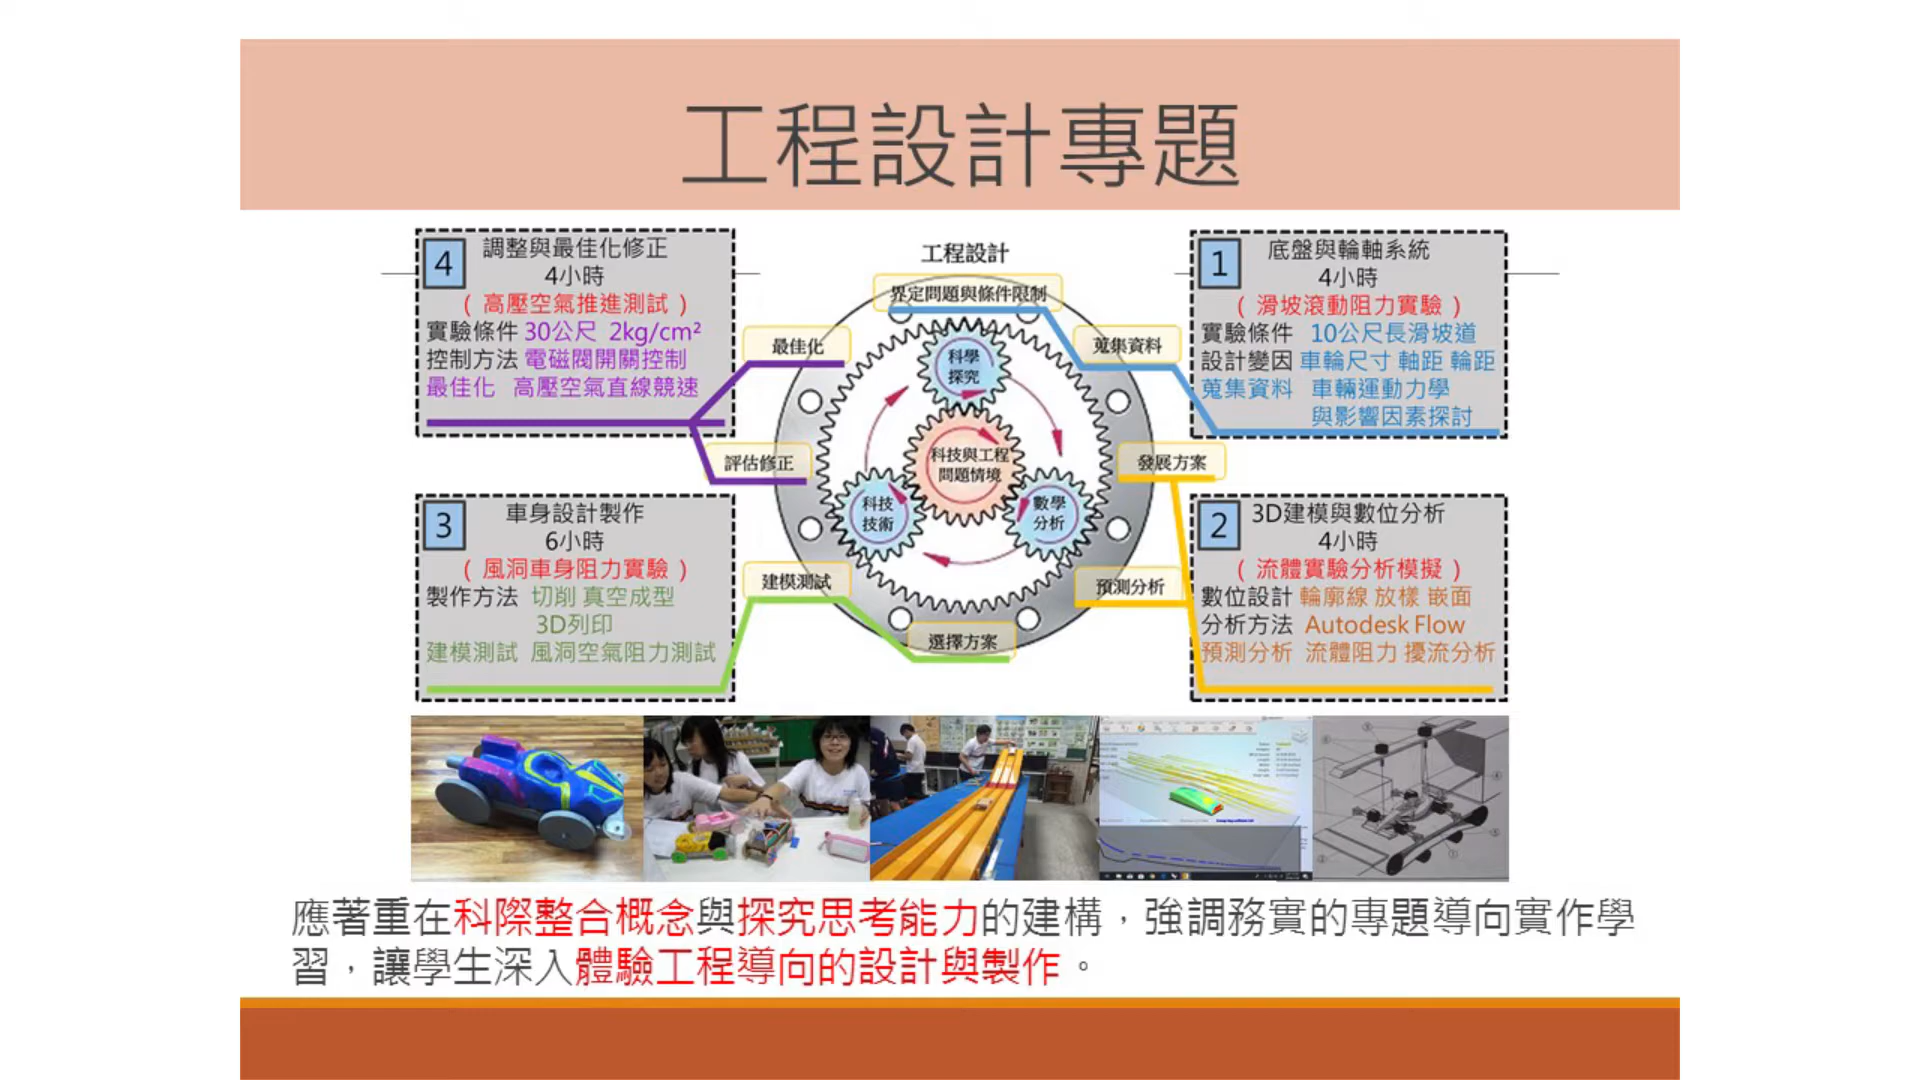 工程設計專題
4
調整與最佳化修正
4小時
( 高壓空氣推進測試 )
實驗條件 30公尺 2kg/cm²
控制方法 電磁閥開關控制
最佳化 高壓空氣直線競速
工程設計
界定問題與條件限制
最佳化
蒐集資料
科學
探究
科技與工程
問題情境
評估修正
發展方案
科技
技術
數學
分析
建模測試
預測分析
選擇方案
1
底盤與輪軸系統
4小時
( 滑坡滾動阻力實驗 )
實驗條件 10公尺長滑坡道
設計變因 車輪尺寸 軸距 輪距
蒐集資料 車輛運動力學
與影響因素探討
3
車身設計製作
6小時
( 風洞車身阻力實驗 )
製作方法 切削 真空成型
3D列印
建模測試 風洞空氣阻力測試
2
3D建模與數位分析
4小時
( 流體實驗分析模擬 )
數位設計 輪廓線 放樣 嵌面
分析方法 Autodesk Flow
預測分析 流體阻力 擾流分析
應著重在科際整合概念與探究思考能力的建構，強調務實的專題導向實作學
習，讓學生深入體驗工程導向的設計與製作。